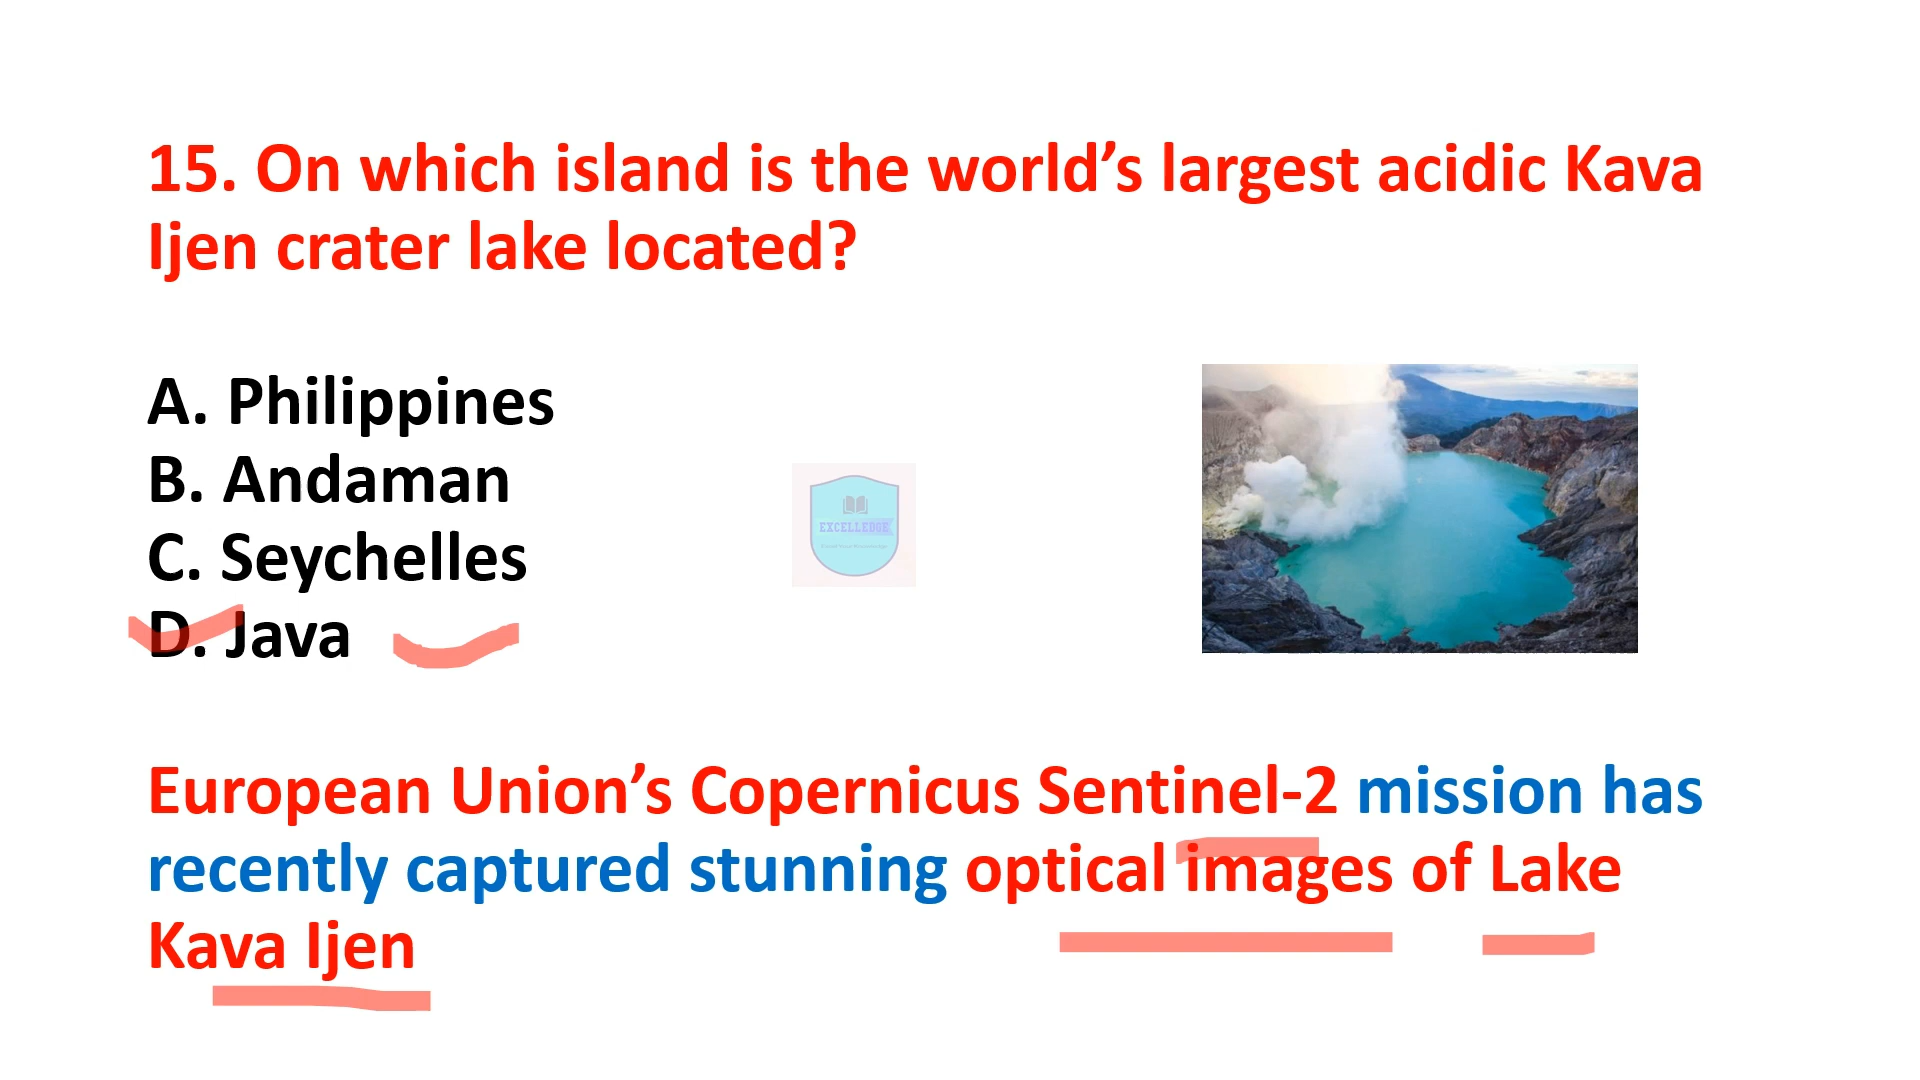 15. On which island is the world’s largest acidic Kava
Ijen crater lake located?
A. Philippines
B. Andaman
C. Seychelles
D. Java
EXCELLEDGE
European Union’s Copernicus Sentinel-2 mission has
recently captured stunning optical images of Lake
Kava Ijen